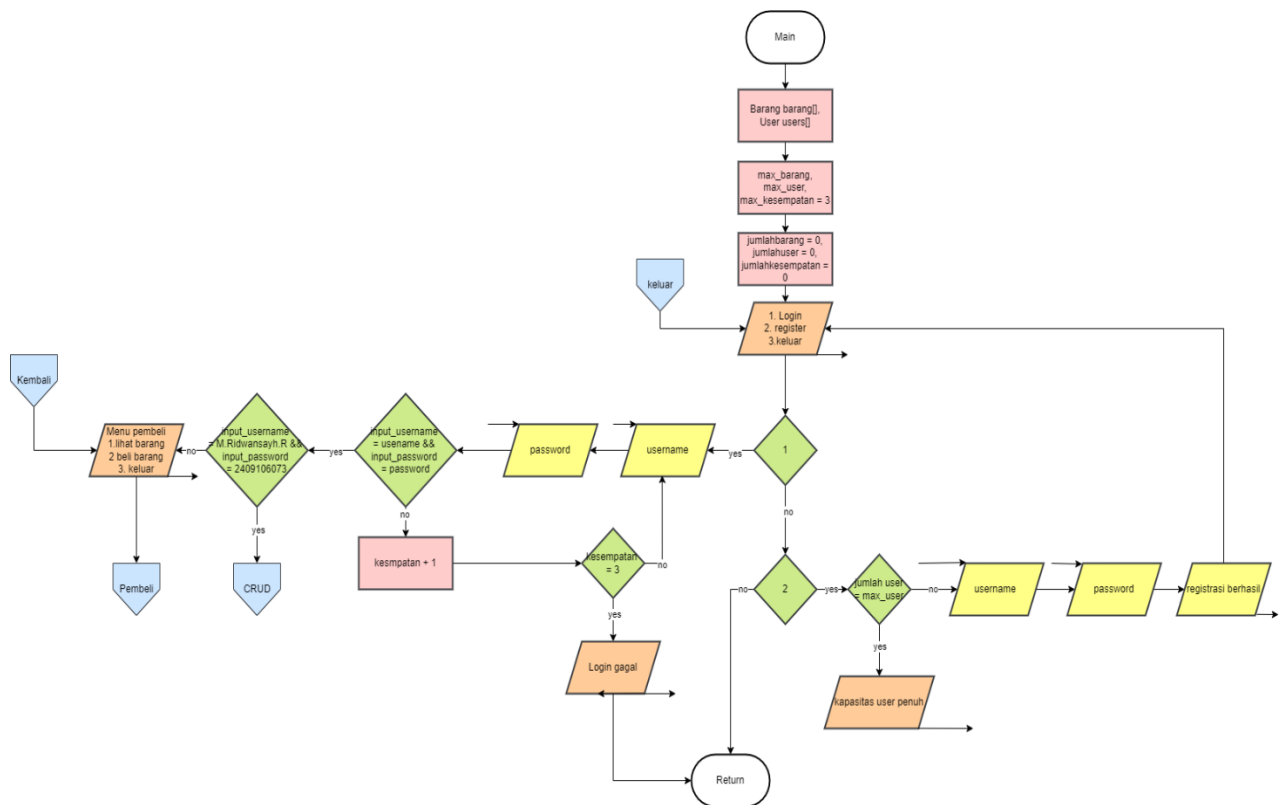 Main
Barang barang[],
User users[]
max_barang,
max_user,
max_kesempatan = 3
jumlahbarang = 0,
jumlahuser = 0,
jumlahkesempatan =
0
keluar
1. Login
2. register
3.keluar
Kembali
Menu pembeli
1.lihat barang
2 beli barang
3. keluar
no
input_username
= M.Ridwansayh.R &&
input_password
= 2409106073
yes
input_username
= usename &&
input_password
= password
password
username
yes
1
yes
no
no
Pembeli
CRUD
kesmpatan + 1
kesempatan
= 3
no
yes
Login gagal
no
2
yes
jumlah user
= max_user
no
username
password
registrasi berhasil
yes
kapasitas user penuh
Return